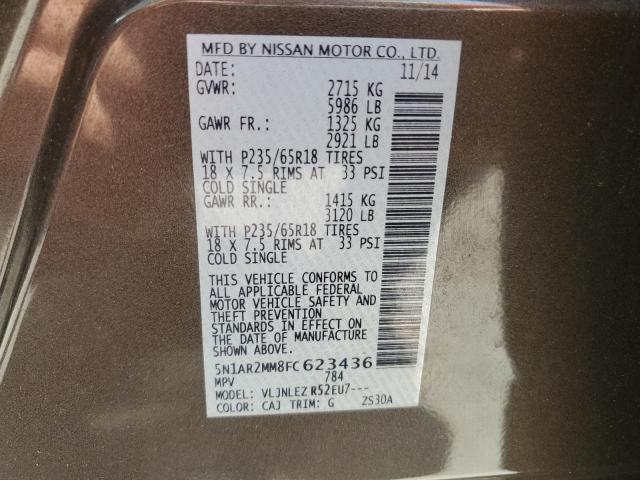 MFD BY NISSAN MOTOR CO., LTD.
DATE: 11/14
GVWR: 2715 KG
5986 LB
GAWR FR.: 1325 KG
2921 LB
WITH P235/65R18 TIRES
18 X 7.5 RIMS AT 33 PSI
COLD SINGLE
GAWR RR.: 1415 KG
3120 LB
WITH P235/65R18 TIRES
18 X 7.5 RIMS AT 33 PSI
COLD SINGLE
THIS VEHICLE CONFORMS TO
ALL APPLICABLE FEDERAL
MOTOR VEHICLE SAFETY AND
THEFT PREVENTION
STANDARDS IN EFFECT ON
THE DATE OF MANUFACTURE
SHOWN ABOVE.
5N1AR2MM8FC623436
MPV 784
MODEL: VLJNLEZ R52EU7---
COLOR: CAJ TRIM: G ZS30A